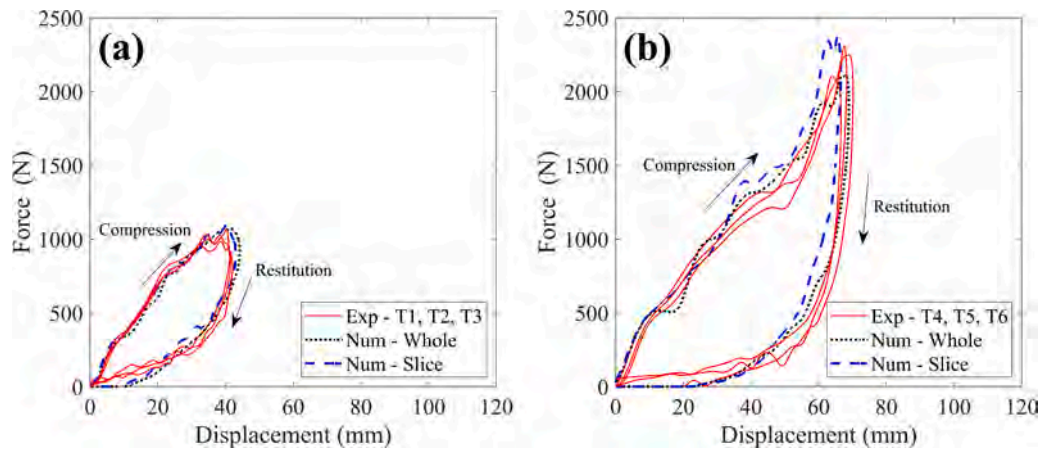 (a)
2500
2000
1500
1000
500
0
Force (N)
Compression
Restitution
Exp - T1, T2, T3
Num - Whole
Num - Slice
0 20 40 60 80 100 120
Displacement (mm)
(b)
2500
2000
1500
1000
500
0
Force (N)
Compression
Restitution
Exp - T4, T5, T6
Num - Whole
Num - Slice
0 20 40 60 80 100 120
Displacement (mm)